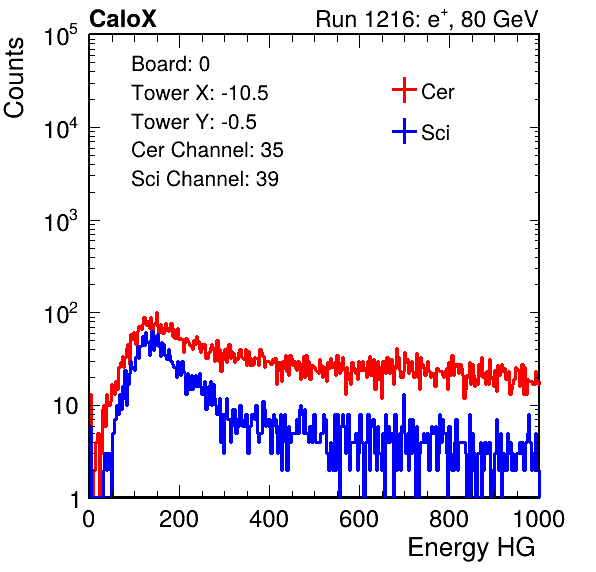 CaloX Run 1216: e⁺, 80 GeV
Counts
10⁵
10⁴
10³
10²
10
1
Board: 0
Tower X: -10.5
Tower Y: -0.5
Cer Channel: 35
Sci Channel: 39
Cer
Sci
0 200 400 600 800 1000
Energy HG